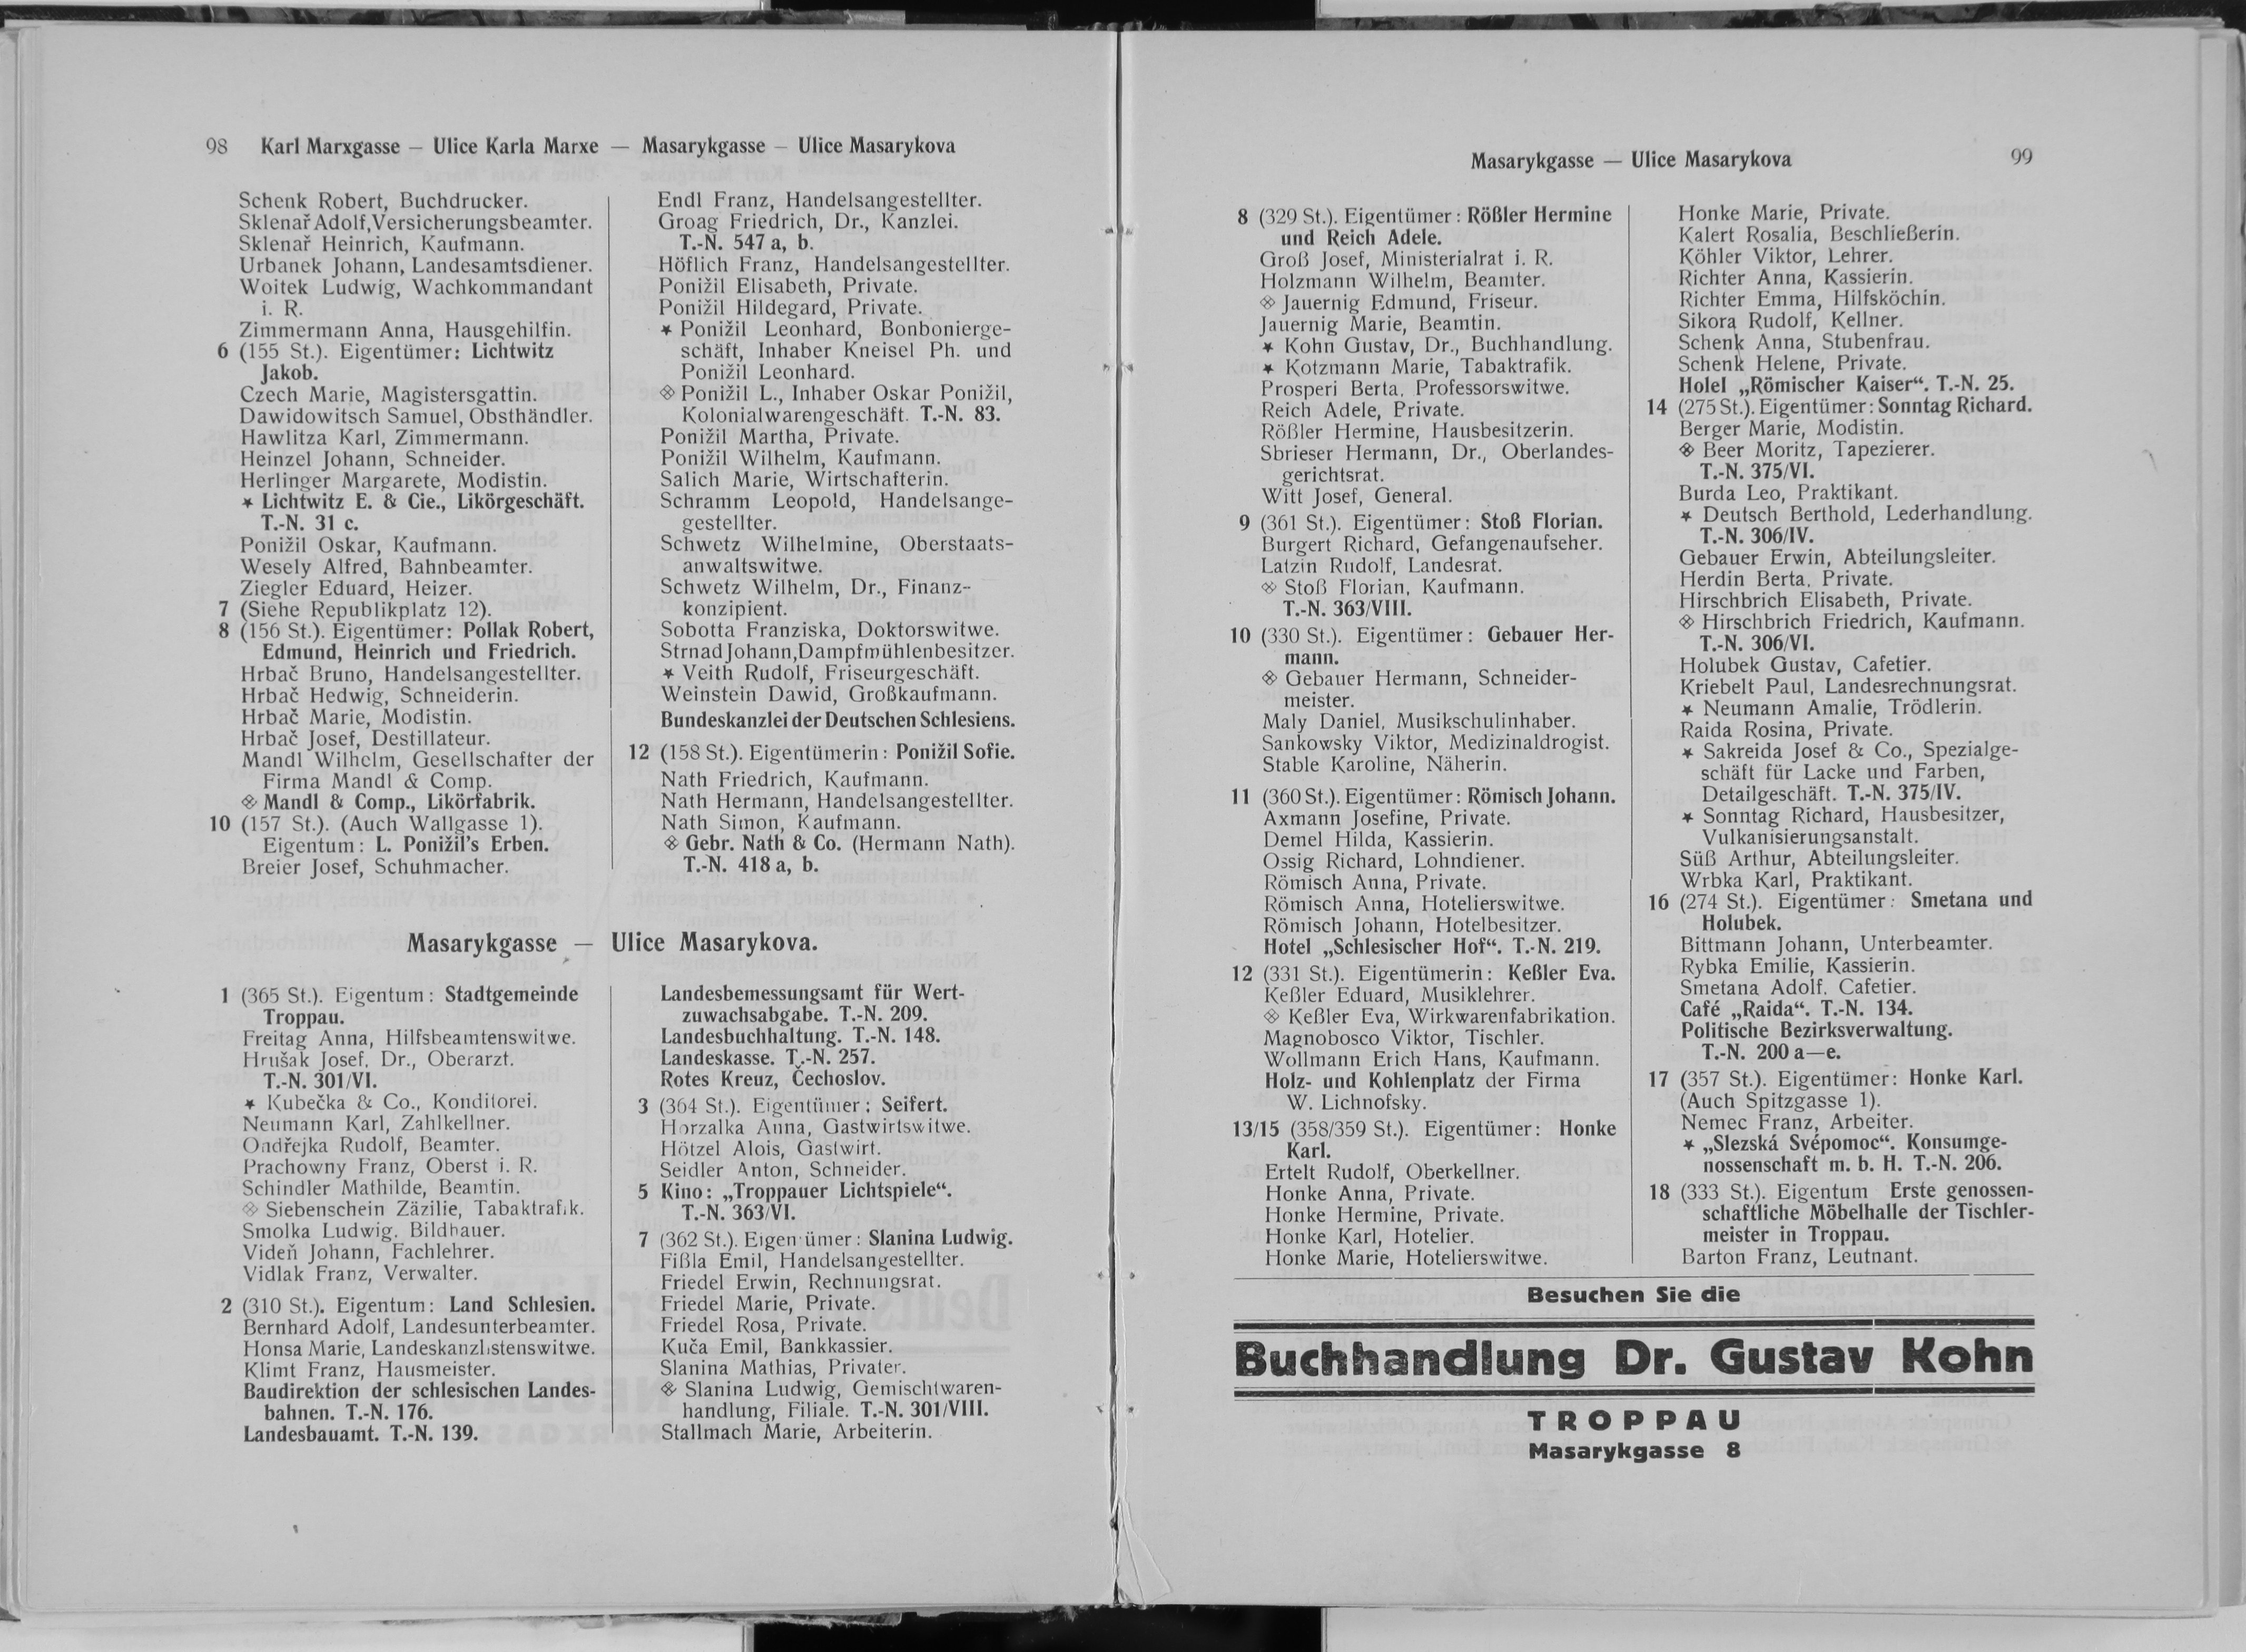 98 Karl Marxgasse — Ulice Karla Marxe — Masarykgasse — Ulice Masarykova
Schenk Robert, Buchdrucker.
Sklenař Adolf, Versicherungsbeamter.
Sklenař Heinrich, Kaufmann.
Urbanek Johann, Landesamtsdiener.
Woitek Ludwig, Wachkommandant
i. R.
Zimmermann Anna, Hausgehilfin.
6 (155 St.). Eigentümer: Lichtwitz
Jakob.
Czech Marie, Magistersgattin.
Dawidowitsch Samuel, Obsthändler.
Hawlitza Karl, Zimmermann.
Heinzel Johann, Schneider.
Herlinger Margarete, Modistin.
★ Lichtwitz E. & Cie., Likörgeschäft.
T.-N. 31 c.
Ponižil Oskar, Kaufmann.
Wesely Alfred, Bahnbeamter.
Ziegler Eduard, Heizer.
7 (Siehe Republikplatz 12).
8 (156 St.). Eigentümer: Pollak Robert,
Edmund, Heinrich und Friedrich.
Hrbač Bruno, Handelsangestellter.
Hrbač Hedwig, Schneiderin.
Hrbač Marie, Modistin.
Hrbač Josef, Destillateur.
Mandl Wilhelm, Gesellschafter der
Firma Mandl & Comp.
※ Mandl & Comp., Likörfabrik.
10 (157 St.). (Auch Wallgasse 1).
Eigentum: L. Ponižil's Erben.
Breier Josef, Schuhmacher.
Endl Franz, Handelsangestellter.
Groag Friedrich, Dr., Kanzlei.
T.-N. 547 a, b.
Höflich Franz, Handelsangestellter.
Ponižil Elisabeth, Private.
Ponižil Hildegard, Private.
★ Ponižil Leonhard, Bonbonierge-
schäft, Inhaber Kneisel Ph. und
Ponižil Leonhard.
※ Ponižil L., Inhaber Oskar Ponižil,
Kolonialwarengeschäft. T.-N. 83.
Ponižil Martha, Private.
Ponižil Wilhelm, Kaufmann.
Salich Marie, Wirtschafterin.
Schramm Leopold, Handelsange-
gestellter.
Schwetz Wilhelmine, Oberstaats-
anwaltswitwe.
Schwetz Wilhelm, Dr., Finanz-
konzipient.
Sobotta Franziska, Doktorswitwe.
Strnad Johann, Dampfmühlenbesitzer.
★ Veith Rudolf, Friseurgeschäft.
Weinstein Dawid, Großkaufmann.
Bundeskanzlei der Deutschen Schlesiens.
12 (158 St.). Eigentümerin: Ponižil Sofie.
Nath Friedrich, Kaufmann.
Nath Hermann, Handelsangestellter.
Nath Simon, Kaufmann.
※ Gebr. Nath & Co. (Hermann Nath).
T.-N. 418 a, b.
Masarykgasse — Ulice Masarykova.
1 (365 St.). Eigentum: Stadtgemeinde
Troppau.
Freitag Anna, Hilfsbeamtenswitwe.
Hrušak Josef, Dr., Oberarzt.
T.-N. 301/VI.
★ Kubečka & Co., Konditorei.
Neumann Karl, Zahlkellner.
Ondřejka Rudolf, Beamter.
Prachowny Franz, Oberst i. R.
Schindler Mathilde, Beamtin.
※ Siebenschein Zäzilie, Tabaktrafik.
Smolka Ludwig, Bildhauer.
Videň Johann, Fachlehrer.
Vidlak Franz, Verwalter.
2 (310 St.). Eigentum: Land Schlesien.
Bernhard Adolf, Landesunterbeamter.
Honsa Marie, Landeskanzlistenswitwe.
Klimt Franz, Hausmeister.
Baudirektion der schlesischen Landes-
bahnen. T.-N. 176.
Landesbauamt. T.-N. 139.
Landesbemessungsamt für Wert-
zuwachsabgabe. T.-N. 209.
Landesbuchhaltung. T.-N. 148.
Landeskasse. T.-N. 257.
Rotes Kreuz, Čechoslov.
3 (364 St.). Eigentümer: Seifert.
Horzalka Anna, Gastwirtswitwe.
Hötzel Alois, Gastwirt.
Seidler Anton, Schneider.
5 Kino: „Troppauer Lichtspiele“.
T.-N. 363/VI.
7 (362 St.). Eigentümer: Slanina Ludwig.
Fißla Emil, Handelsangestellter.
Friedel Erwin, Rechnungsrat.
Friedel Marie, Private.
Friedel Rosa, Private.
Kuča Emil, Bankkassier.
Slanina Mathias, Privater.
※ Slanina Ludwig, Gemischtwaren-
handlung, Filiale. T.-N. 301/VIII.
Stallmach Marie, Arbeiterin.
Masarykgasse — Ulice Masarykova 99
8 (329 St.). Eigentümer: Rößler Hermine
und Reich Adele.
Groß Josef, Ministerialrat i. R.
Holzmann Wilhelm, Beamter.
※ Jauernig Edmund, Friseur.
Jauernig Marie, Beamtin.
★ Kohn Gustav, Dr., Buchhandlung.
★ Kotzmann Marie, Tabaktrafik.
Prosperi Berta, Professorswitwe.
Reich Adele, Private.
Rößler Hermine, Hausbesitzerin.
Sbrieser Hermann, Dr., Oberlandes-
gerichtsrat.
Witt Josef, General.
9 (361 St.). Eigentümer: Stoß Florian.
Burgert Richard, Gefangenaufseher.
Latzin Rudolf, Landesrat.
※ Stoß Florian, Kaufmann.
T.-N. 363/VIII.
10 (330 St.). Eigentümer: Gebauer Her-
mann.
※ Gebauer Hermann, Schneider-
meister.
Maly Daniel, Musikschulinhaber.
Sankowsky Viktor, Medizinaldrogist.
Stable Karoline, Näherin.
11 (360 St.). Eigentümer: Römisch Johann.
Axmann Josefine, Private.
Demel Hilda, Kassierin.
Ossig Richard, Lohndiener.
Römisch Anna, Private.
Römisch Anna, Hotelierswitwe.
Römisch Johann, Hotelbesitzer.
Hotel „Schlesischer Hof“. T.-N. 219.
12 (331 St.). Eigentümerin: Keßler Eva.
Keßler Eduard, Musiklehrer.
※ Keßler Eva, Wirkwarenfabrikation.
Magnobosco Viktor, Tischler.
Wollmann Erich Hans, Kaufmann.
Holz- und Kohlenplatz der Firma
W. Lichnofsky.
13/15 (358/359 St.). Eigentümer: Honke
Karl.
Ertelt Rudolf, Oberkellner.
Honke Anna, Private.
Honke Hermine, Private.
Honke Karl, Hotelier.
Honke Marie, Hotelierswitwe.
Honke Marie, Private.
Kalert Rosalia, Beschließerin.
Köhler Viktor, Lehrer.
Richter Anna, Kassierin.
Richter Emma, Hilfsköchin.
Sikora Rudolf, Kellner.
Schenk Anna, Stubenfrau.
Schenk Helene, Private.
Holel „Römischer Kaiser“. T.-N. 25.
14 (275 St.). Eigentümer: Sonntag Richard.
Berger Marie, Modistin.
※ Beer Moritz, Tapezierer.
T.-N. 375/VI.
Burda Leo, Praktikant.
★ Deutsch Berthold, Lederhandlung.
T.-N. 306/IV.
Gebauer Erwin, Abteilungsleiter.
Herdin Berta, Private.
Hirschbrich Elisabeth, Private.
※ Hirschbrich Friedrich, Kaufmann.
T.-N. 306/VI.
Holubek Gustav, Cafetier.
Kriebelt Paul, Landesrechnungsrat.
★ Neumann Amalie, Trödlerin.
Raida Rosina, Private.
★ Sakreida Josef & Co., Spezialge-
schäft für Lacke und Farben,
Detailgeschäft. T.-N. 375/IV.
★ Sonntag Richard, Hausbesitzer,
Vulkanisierungsanstalt.
Süß Arthur, Abteilungsleiter.
Wrbka Karl, Praktikant.
16 (274 St.). Eigentümer: Smetana und
Holubek.
Bittmann Johann, Unterbeamter.
Rybka Emilie, Kassierin.
Smetana Adolf, Cafetier.
Café „Raida“. T.-N. 134.
Politische Bezirksverwaltung.
T.-N. 200 a—e.
17 (357 St.). Eigentümer: Honke Karl.
(Auch Spitzgasse 1).
Nemec Franz, Arbeiter.
★ „Slezská Svépomoc“. Konsumge-
nossenschaft m. b. H. T.-N. 206.
18 (333 St.). Eigentum Erste genossen-
schaftliche Möbelhalle der Tischler-
meister in Troppau.
Barton Franz, Leutnant.
Besuchen Sie die
Buchhandlung Dr. Gustav Kohn
TROPPAU
Masarykgasse 8